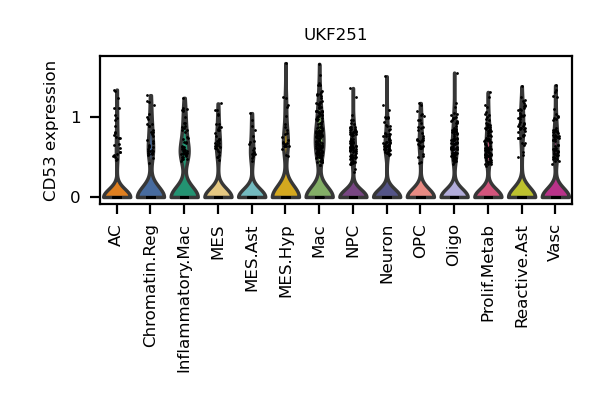 UKF251
CD53 expression
1
0
AC
Chromatin.Reg
Inflammatory.Mac
MES
MES.Ast
MES.Hyp
Mac
NPC
Neuron
OPC
Oligo
Prolif.Metab
Reactive.Ast
Vasc